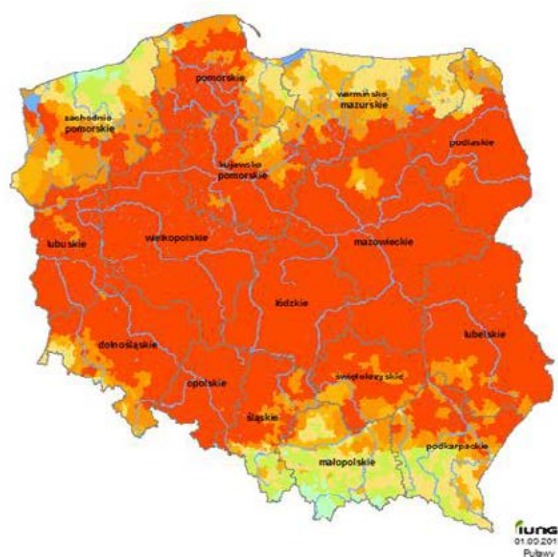 pomorskie
warmińsko
mazurskie
zachodnio
pomorskie
podlaskie
kujawsko
pomorskie
lubuskie
wielkopolskie
mazowieckie
łódzkie
lubelskie
dolnośląskie
opolskie
świętokrzyskie
śląskie
podkarpackie
małopolskie
iung
Puławy